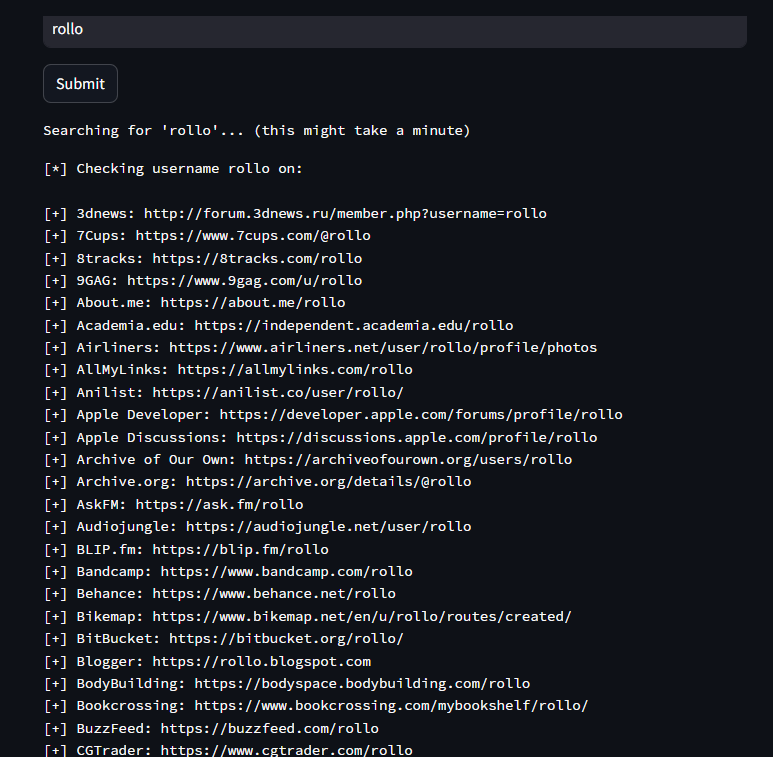 rollo
Submit
Searching for 'rollo'... (this might take a minute)
[*] Checking username rollo on:
[+] 3dnews: http://forum.3dnews.ru/member.php?username=rollo
[+] 7Cups: https://www.7cups.com/@rollo
[+] 8tracks: https://8tracks.com/rollo
[+] 9GAG: https://www.9gag.com/u/rollo
[+] About.me: https://about.me/rollo
[+] Academia.edu: https://independent.academia.edu/rollo
[+] Airliners: https://www.airliners.net/user/rollo/profile/photos
[+] AllMyLinks: https://allmylinks.com/rollo
[+] Anilist: https://anilist.co/user/rollo/
[+] Apple Developer: https://developer.apple.com/forums/profile/rollo
[+] Apple Discussions: https://discussions.apple.com/profile/rollo
[+] Archive of Our Own: https://archiveofourown.org/users/rollo
[+] Archive.org: https://archive.org/details/@rollo
[+] AskFM: https://ask.fm/rollo
[+] Audiojungle: https://audiojungle.net/user/rollo
[+] BLIP.fm: https://blip.fm/rollo
[+] Bandcamp: https://www.bandcamp.com/rollo
[+] Behance: https://www.behance.net/rollo
[+] Bikemap: https://www.bikemap.net/en/u/rollo/routes/created/
[+] BitBucket: https://bitbucket.org/rollo/
[+] Blogger: https://rollo.blogspot.com
[+] BodyBuilding: https://bodyspace.bodybuilding.com/rollo
[+] Bookcrossing: https://www.bookcrossing.com/mybookshelf/rollo/
[+] BuzzFeed: https://buzzfeed.com/rollo
[+] CGTrader: https://www.cgtrader.com/rollo